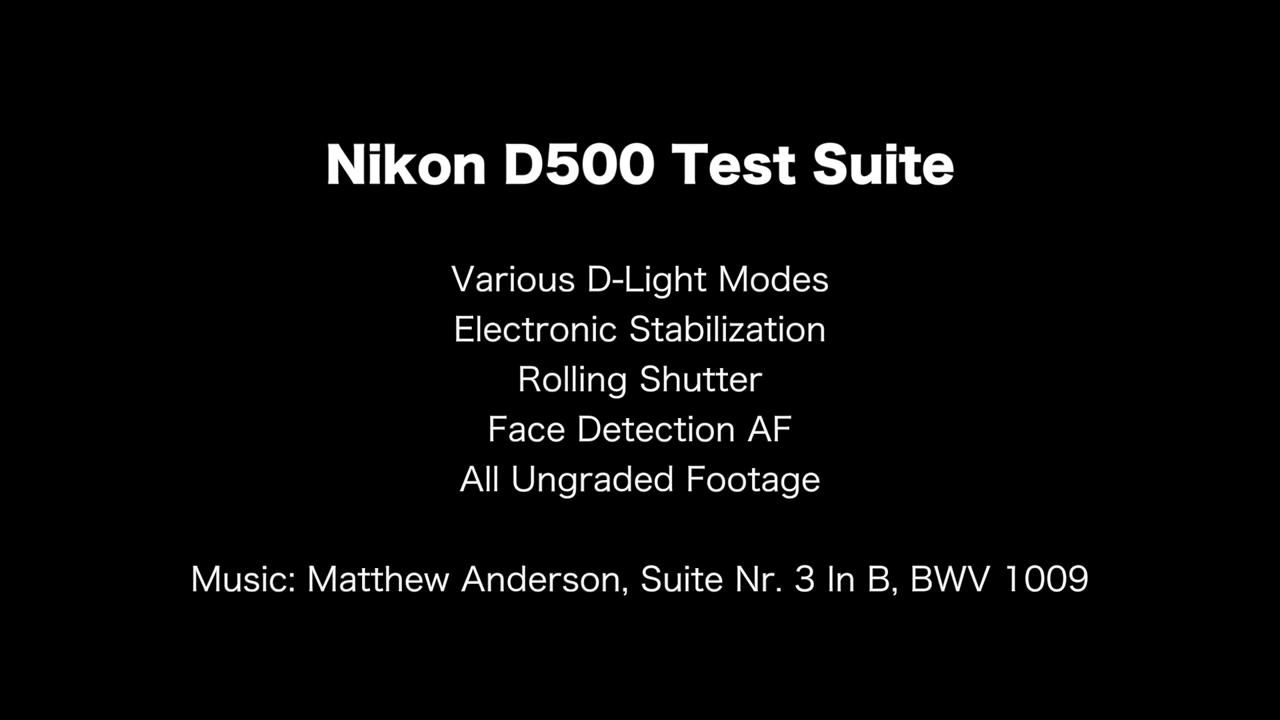 Nikon D500 Test Suite
Various D-Light Modes
Electronic Stabilization
Rolling Shutter
Face Detection AF
All Ungraded Footage
Music: Matthew Anderson, Suite Nr. 3 In B, BWV 1009